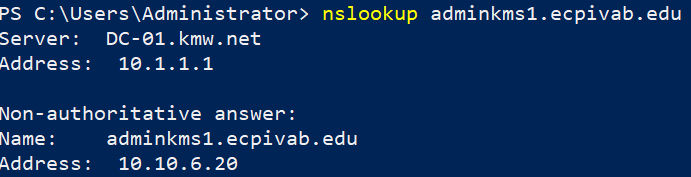 PS C:\Users\Administrator> nslookup adminkms1.ecpivab.edu
Server:  DC-01.kmw.net
Address:  10.1.1.1

Non-authoritative answer:
Name:    adminkms1.ecpivab.edu
Address:  10.10.6.20